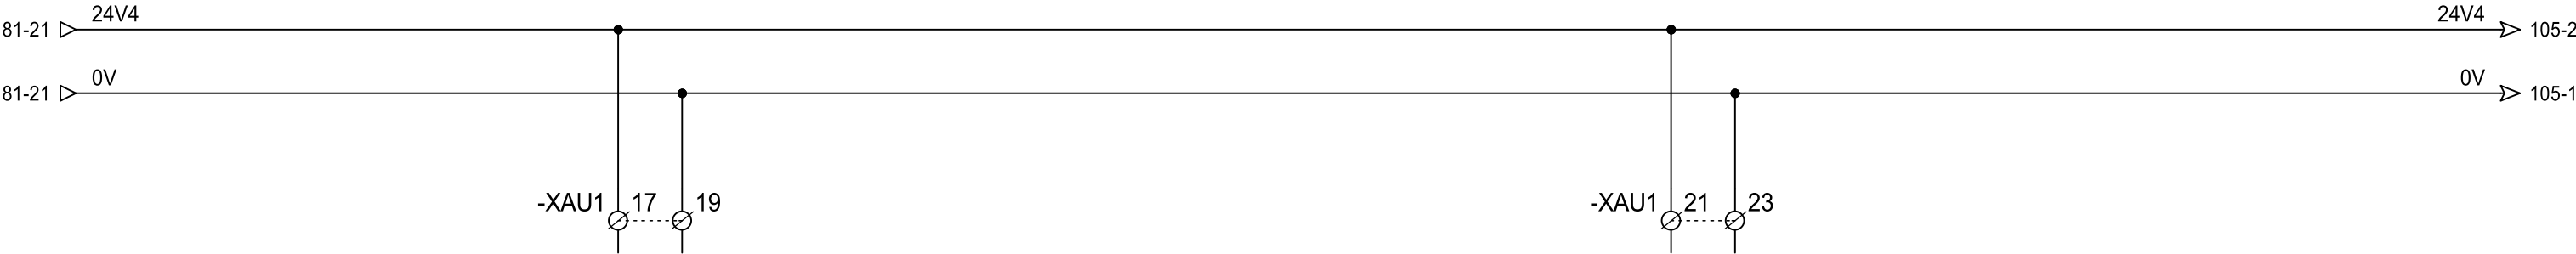 24V4 24V4
81-21 105-2
0V 0V
81-21 105-1
-XAU1 17 19 -XAU1 21 23